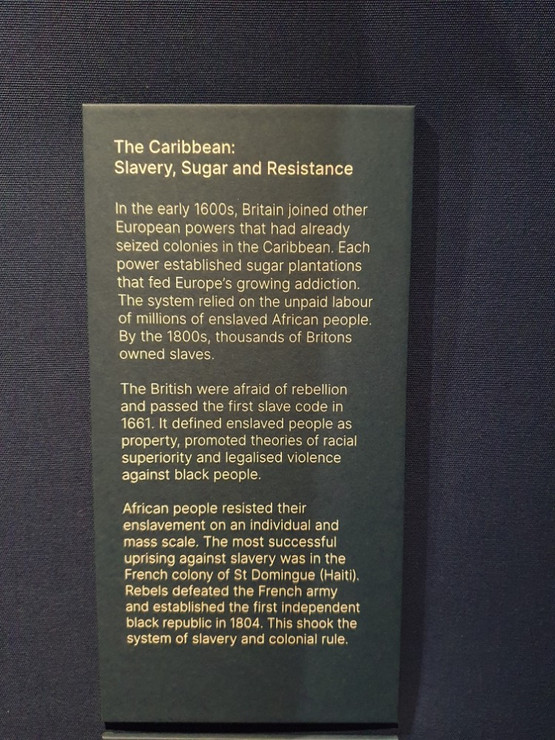 The Caribbean:
Slavery, Sugar and Resistance
In the early 1600s, Britain joined other
European powers that had already
seized colonies in the Caribbean. Each
power established sugar plantations
that fed Europe's growing addiction.
The system relied on the unpaid labour
of millions of enslaved African people.
By the 1800s, thousands of Britons
owned slaves.
The British were afraid of rebellion
and passed the first slave code in
1661. It defined enslaved people as
property, promoted theories of racial
superiority and legalised violence
against black people.
African people resisted their
enslavement on an individual and
mass scale. The most successful
uprising against slavery was in the
French colony of St Domingue (Haiti).
Rebels defeated the French army
and established the first independent
black republic in 1804. This shook the
system of slavery and colonial rule.